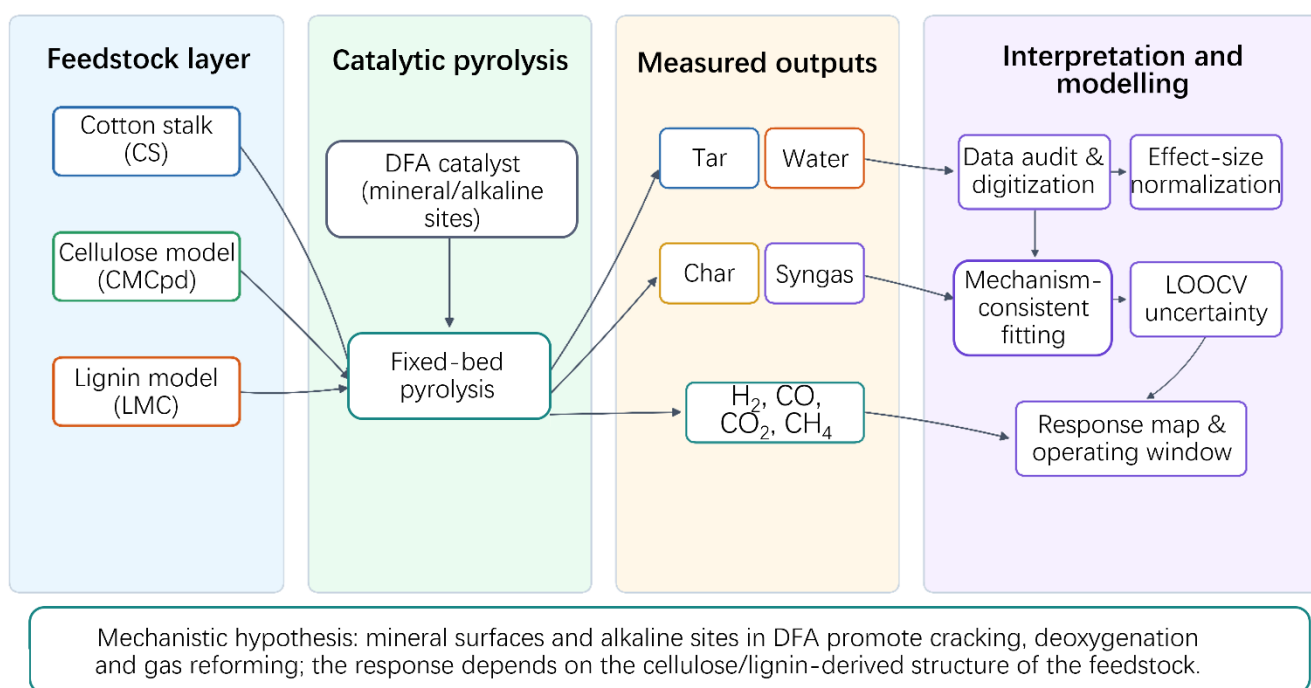 Feedstock layer
Cotton stalk
(CS)
Cellulose model
(CMCpd)
Lignin model
(LMC)
Catalytic pyrolysis
DFA catalyst
(mineral/alkaline
sites)
Fixed-bed
pyrolysis
Measured outputs
Tar
Water
Char
Syngas
H₂, CO,
CO₂, CH₄
Interpretation and
modelling
Data audit &
digitization
Effect-size
normalization
Mechanism-
consistent
fitting
LOOCV
uncertainty
Response map &
operating window
Mechanistic hypothesis: mineral surfaces and alkaline sites in DFA promote cracking, deoxygenation
and gas reforming; the response depends on the cellulose/lignin-derived structure of the feedstock.